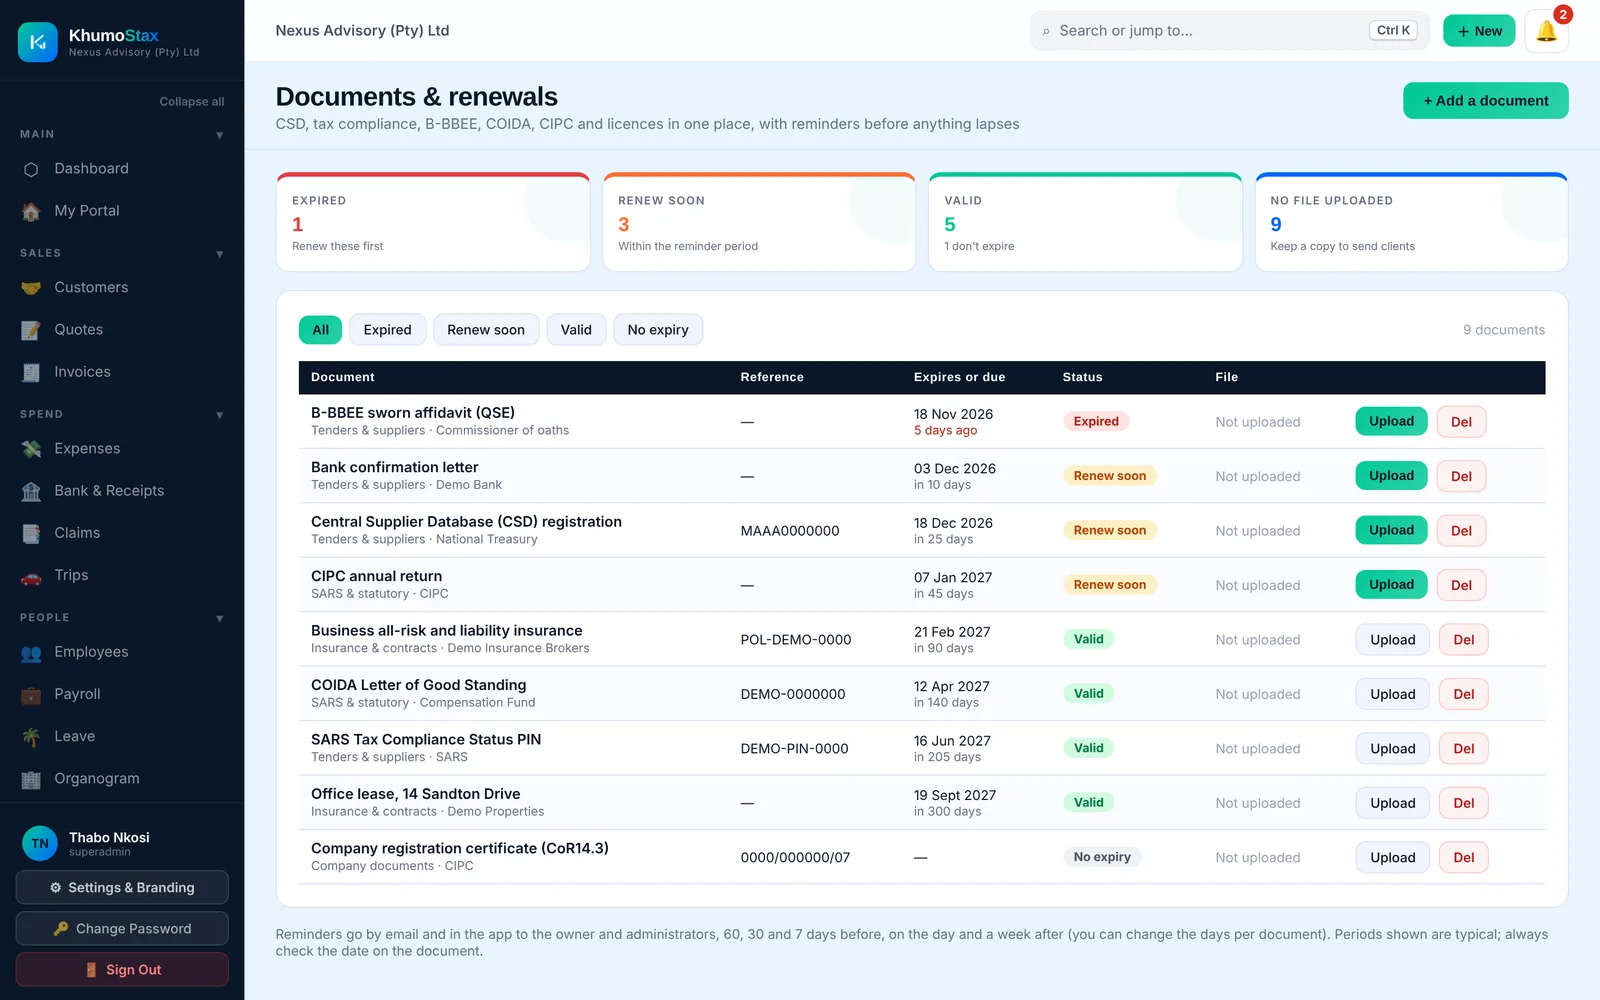 KhumoStax
Nexus Advisory (Pty) Ltd
Collapse all
MAIN
Dashboard
My Portal
SALES
Customers
Quotes
Invoices
SPEND
Expenses
Bank & Receipts
Claims
Trips
PEOPLE
Employees
Payroll
Leave
Organogram
TN
Thabo Nkosi
superadmin
Settings & Branding
Change Password
Sign Out
Nexus Advisory (Pty) Ltd
Search or jump to...
Ctrl K
+ New
2
Documents & renewals
CSD, tax compliance, B-BBEE, COIDA, CIPC and licences in one place, with reminders before anything lapses
+ Add a document
EXPIRED
1
Renew these first
RENEW SOON
3
Within the reminder period
VALID
5
1 don't expire
NO FILE UPLOADED
9
Keep a copy to send clients
All Expired Renew soon Valid No expiry 9 documents
Document Reference Expires or due Status File
B-BBEE sworn affidavit (QSE)
Tenders & suppliers · Commissioner of oaths
—
18 Nov 2026
5 days ago
Expired
Not uploaded
Upload
Del
Bank confirmation letter
Tenders & suppliers · Demo Bank
—
03 Dec 2026
in 10 days
Renew soon
Not uploaded
Upload
Del
Central Supplier Database (CSD) registration
Tenders & suppliers · National Treasury
MAAA0000000
18 Dec 2026
in 25 days
Renew soon
Not uploaded
Upload
Del
CIPC annual return
SARS & statutory · CIPC
—
07 Jan 2027
in 45 days
Renew soon
Not uploaded
Upload
Del
Business all-risk and liability insurance
Insurance & contracts · Demo Insurance Brokers
POL-DEMO-0000
21 Feb 2027
in 90 days
Valid
Not uploaded
Upload
Del
COIDA Letter of Good Standing
SARS & statutory · Compensation Fund
DEMO-0000000
12 Apr 2027
in 140 days
Valid
Not uploaded
Upload
Del
SARS Tax Compliance Status PIN
Tenders & suppliers · SARS
DEMO-PIN-0000
16 Jun 2027
in 205 days
Valid
Not uploaded
Upload
Del
Office lease, 14 Sandton Drive
Insurance & contracts · Demo Properties
—
19 Sept 2027
in 300 days
Valid
Not uploaded
Upload
Del
Company registration certificate (CoR14.3)
Company documents · CIPC
0000/000000/07
—
No expiry
Not uploaded
Upload
Del
Reminders go by email and in the app to the owner and administrators, 60, 30 and 7 days before, on the day and a week after (you can change the days per document). Periods shown are typical; always
check the date on the document.